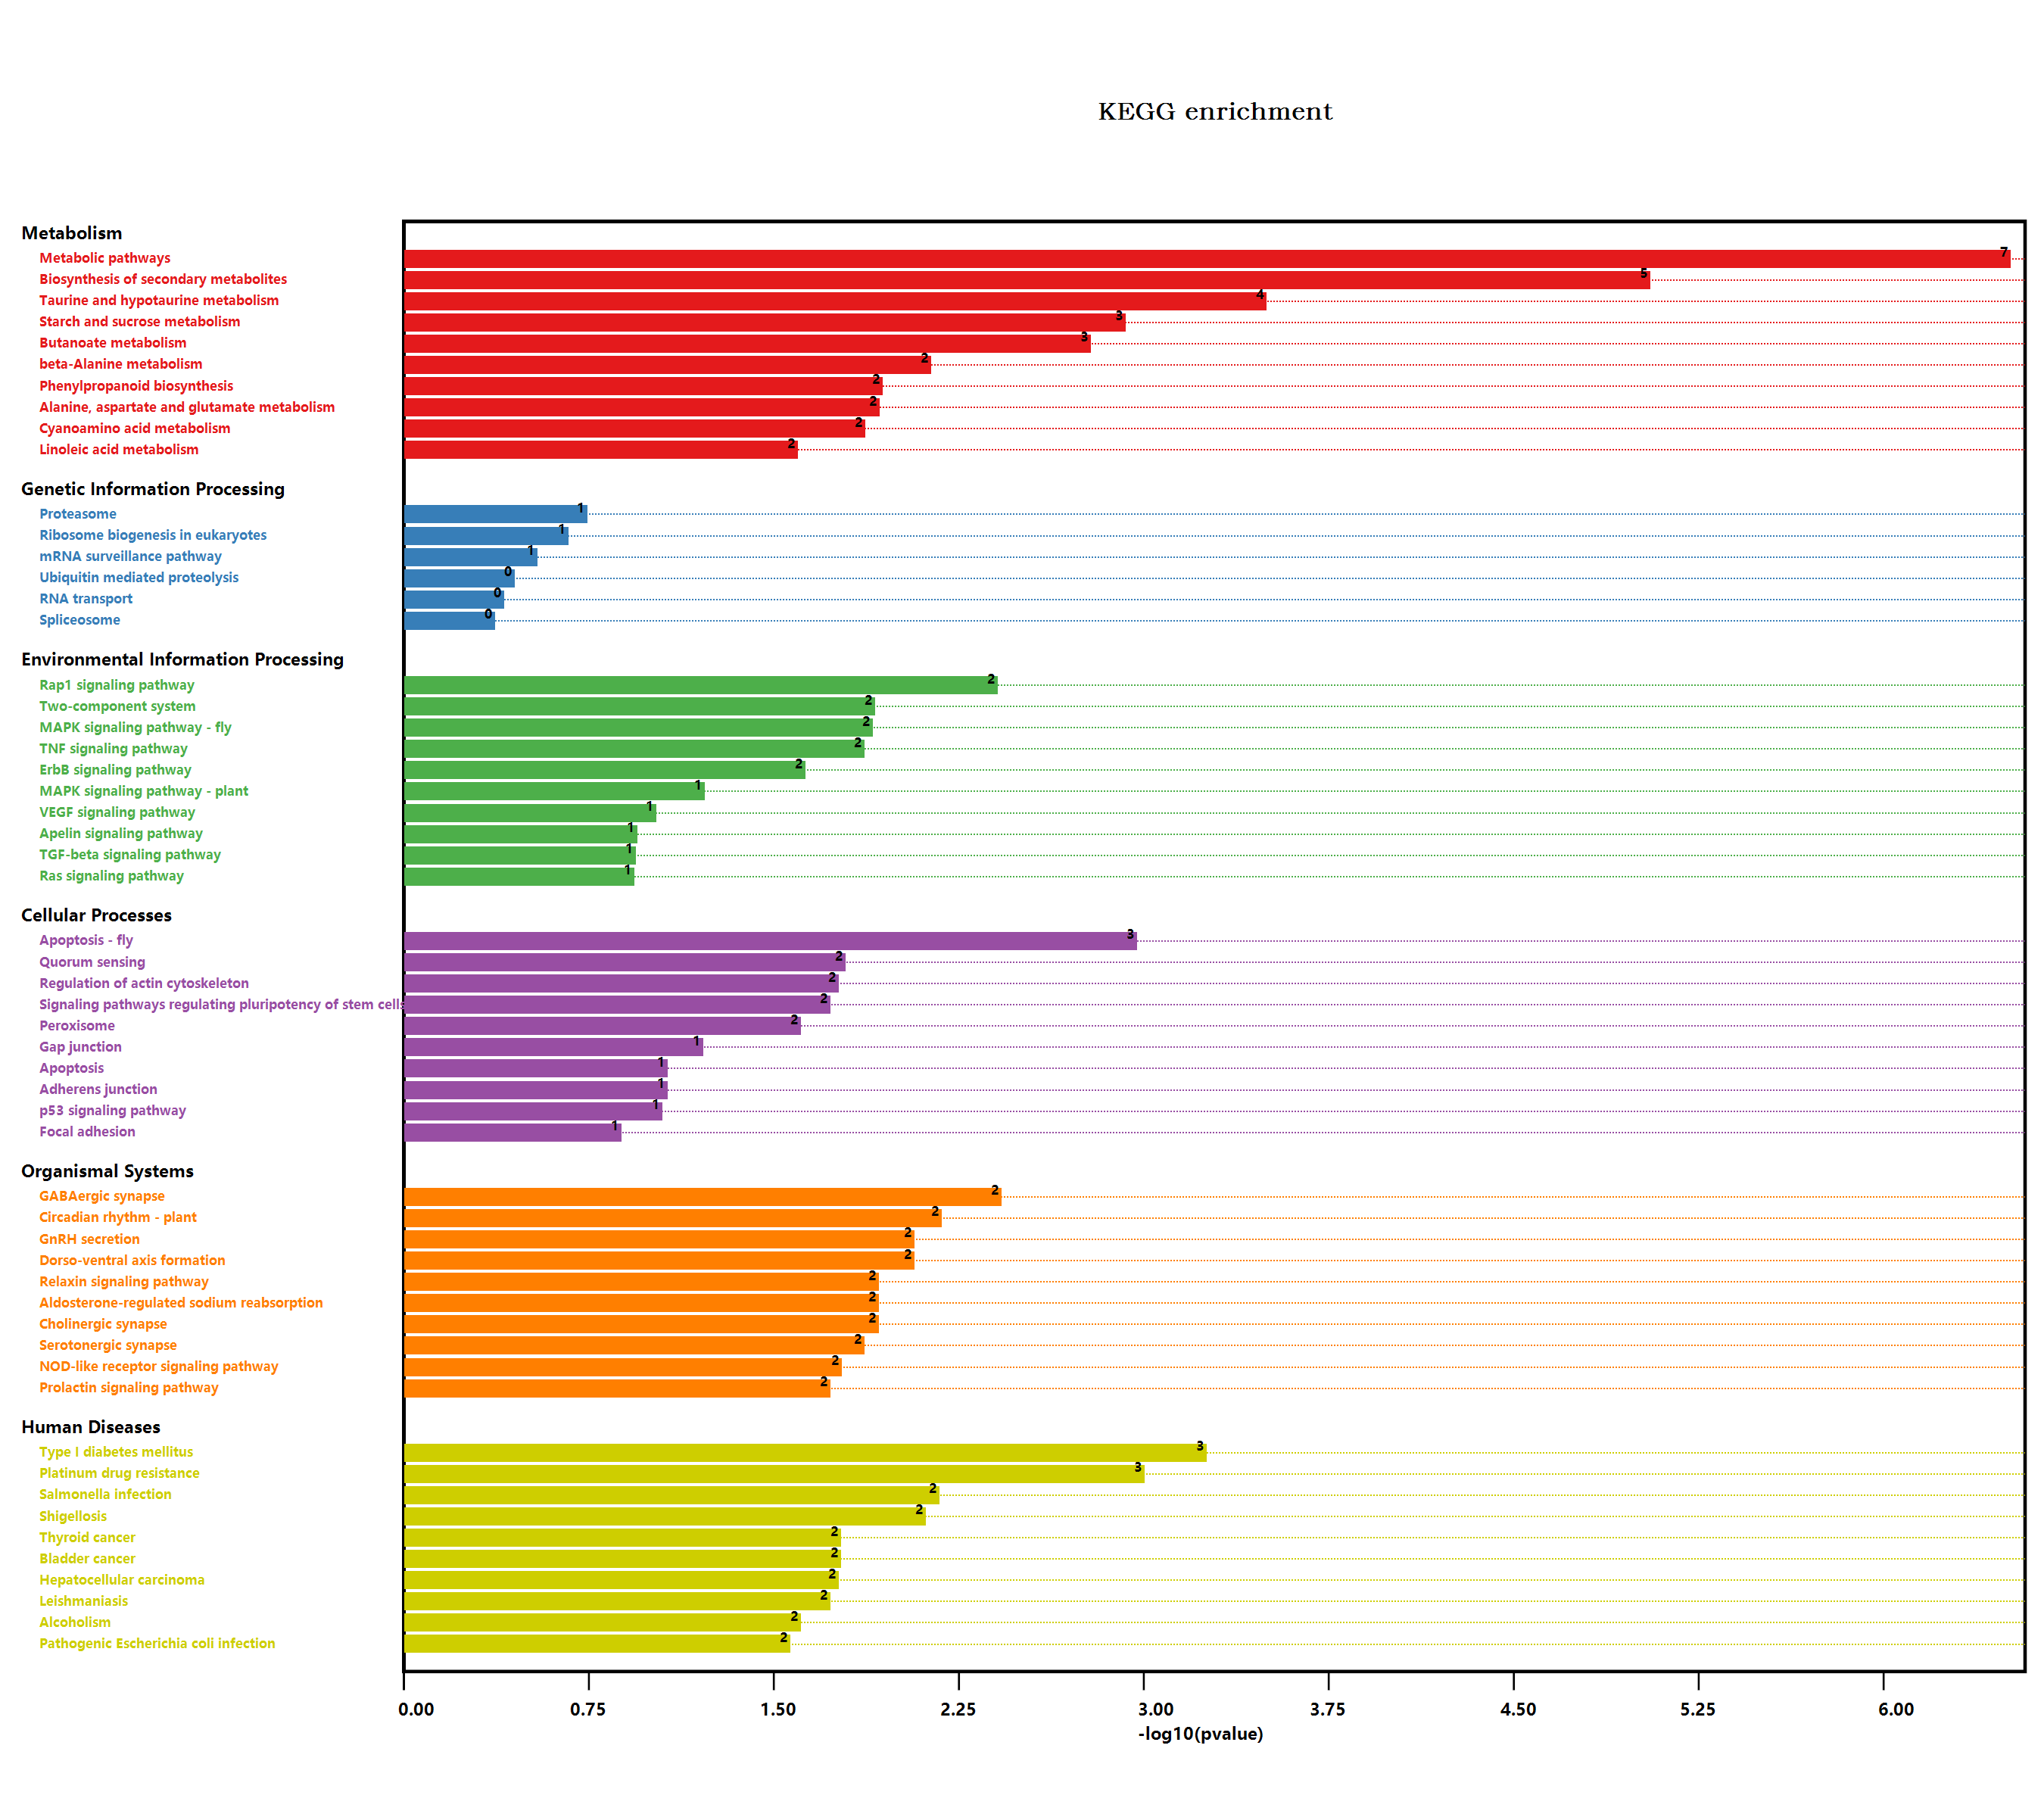 KEGG enrichment
Metabolism
Metabolic pathways 7
Biosynthesis of secondary metabolites 5
Taurine and hypotaurine metabolism 4
Starch and sucrose metabolism 3
Butanoate metabolism 3
beta-Alanine metabolism 2
Phenylpropanoid biosynthesis 2
Alanine, aspartate and glutamate metabolism 2
Cyanoamino acid metabolism 2
Linoleic acid metabolism 2
Genetic Information Processing
Proteasome 1
Ribosome biogenesis in eukaryotes 1
mRNA surveillance pathway 1
Ubiquitin mediated proteolysis 0
RNA transport 0
Spliceosome 0
Environmental Information Processing
Rap1 signaling pathway 2
Two-component system 2
MAPK signaling pathway - fly 2
TNF signaling pathway 2
ErbB signaling pathway 2
MAPK signaling pathway - plant 1
VEGF signaling pathway 1
Apelin signaling pathway 1
TGF-beta signaling pathway 1
Ras signaling pathway 1
Cellular Processes
Apoptosis - fly 3
Quorum sensing 2
Regulation of actin cytoskeleton 2
Signaling pathways regulating pluripotency of stem cells 2
Peroxisome 2
Gap junction 1
Apoptosis 1
Adherens junction 1
p53 signaling pathway 1
Focal adhesion 1
Organismal Systems
GABAergic synapse 2
Circadian rhythm - plant 2
GnRH secretion 2
Dorso-ventral axis formation 2
Relaxin signaling pathway 2
Aldosterone-regulated sodium reabsorption 2
Cholinergic synapse 2
Serotonergic synapse 2
NOD-like receptor signaling pathway 2
Prolactin signaling pathway 2
Human Diseases
Type I diabetes mellitus 3
Platinum drug resistance 3
Salmonella infection 2
Shigellosis 2
Thyroid cancer 2
Bladder cancer 2
Hepatocellular carcinoma 2
Leishmaniasis 2
Alcoholism 2
Pathogenic Escherichia coli infection 2
0.00 0.75 1.50 2.25 3.00 3.75 4.50 5.25 6.00
-log10(pvalue)